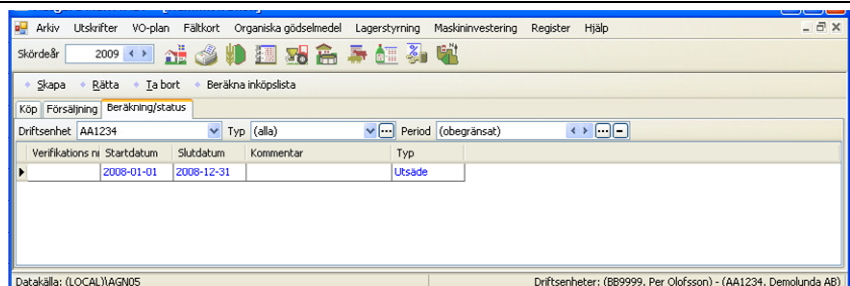 Arkiv Utskrifter VO-plan Fältkort Organiska gödselmedel Lagerstyrning Maskininvestering Register Hjälp
Skördeår 2009
Skapa Rätta Ta bort Beräkna inköpslista
Köp Försäljning Beräkning/status
Driftsenhet AA1234 Typ (alla) Period (obegränsat)
Verifikations nr Startdatum Slutdatum Kommentar Typ
2008-01-01 2008-12-31 Utsäde
Datakälla: (LOCAL)\AGN05 Driftsenheter: (BB9999, Per Olofsson) - (AA1234, Demolunda AB)